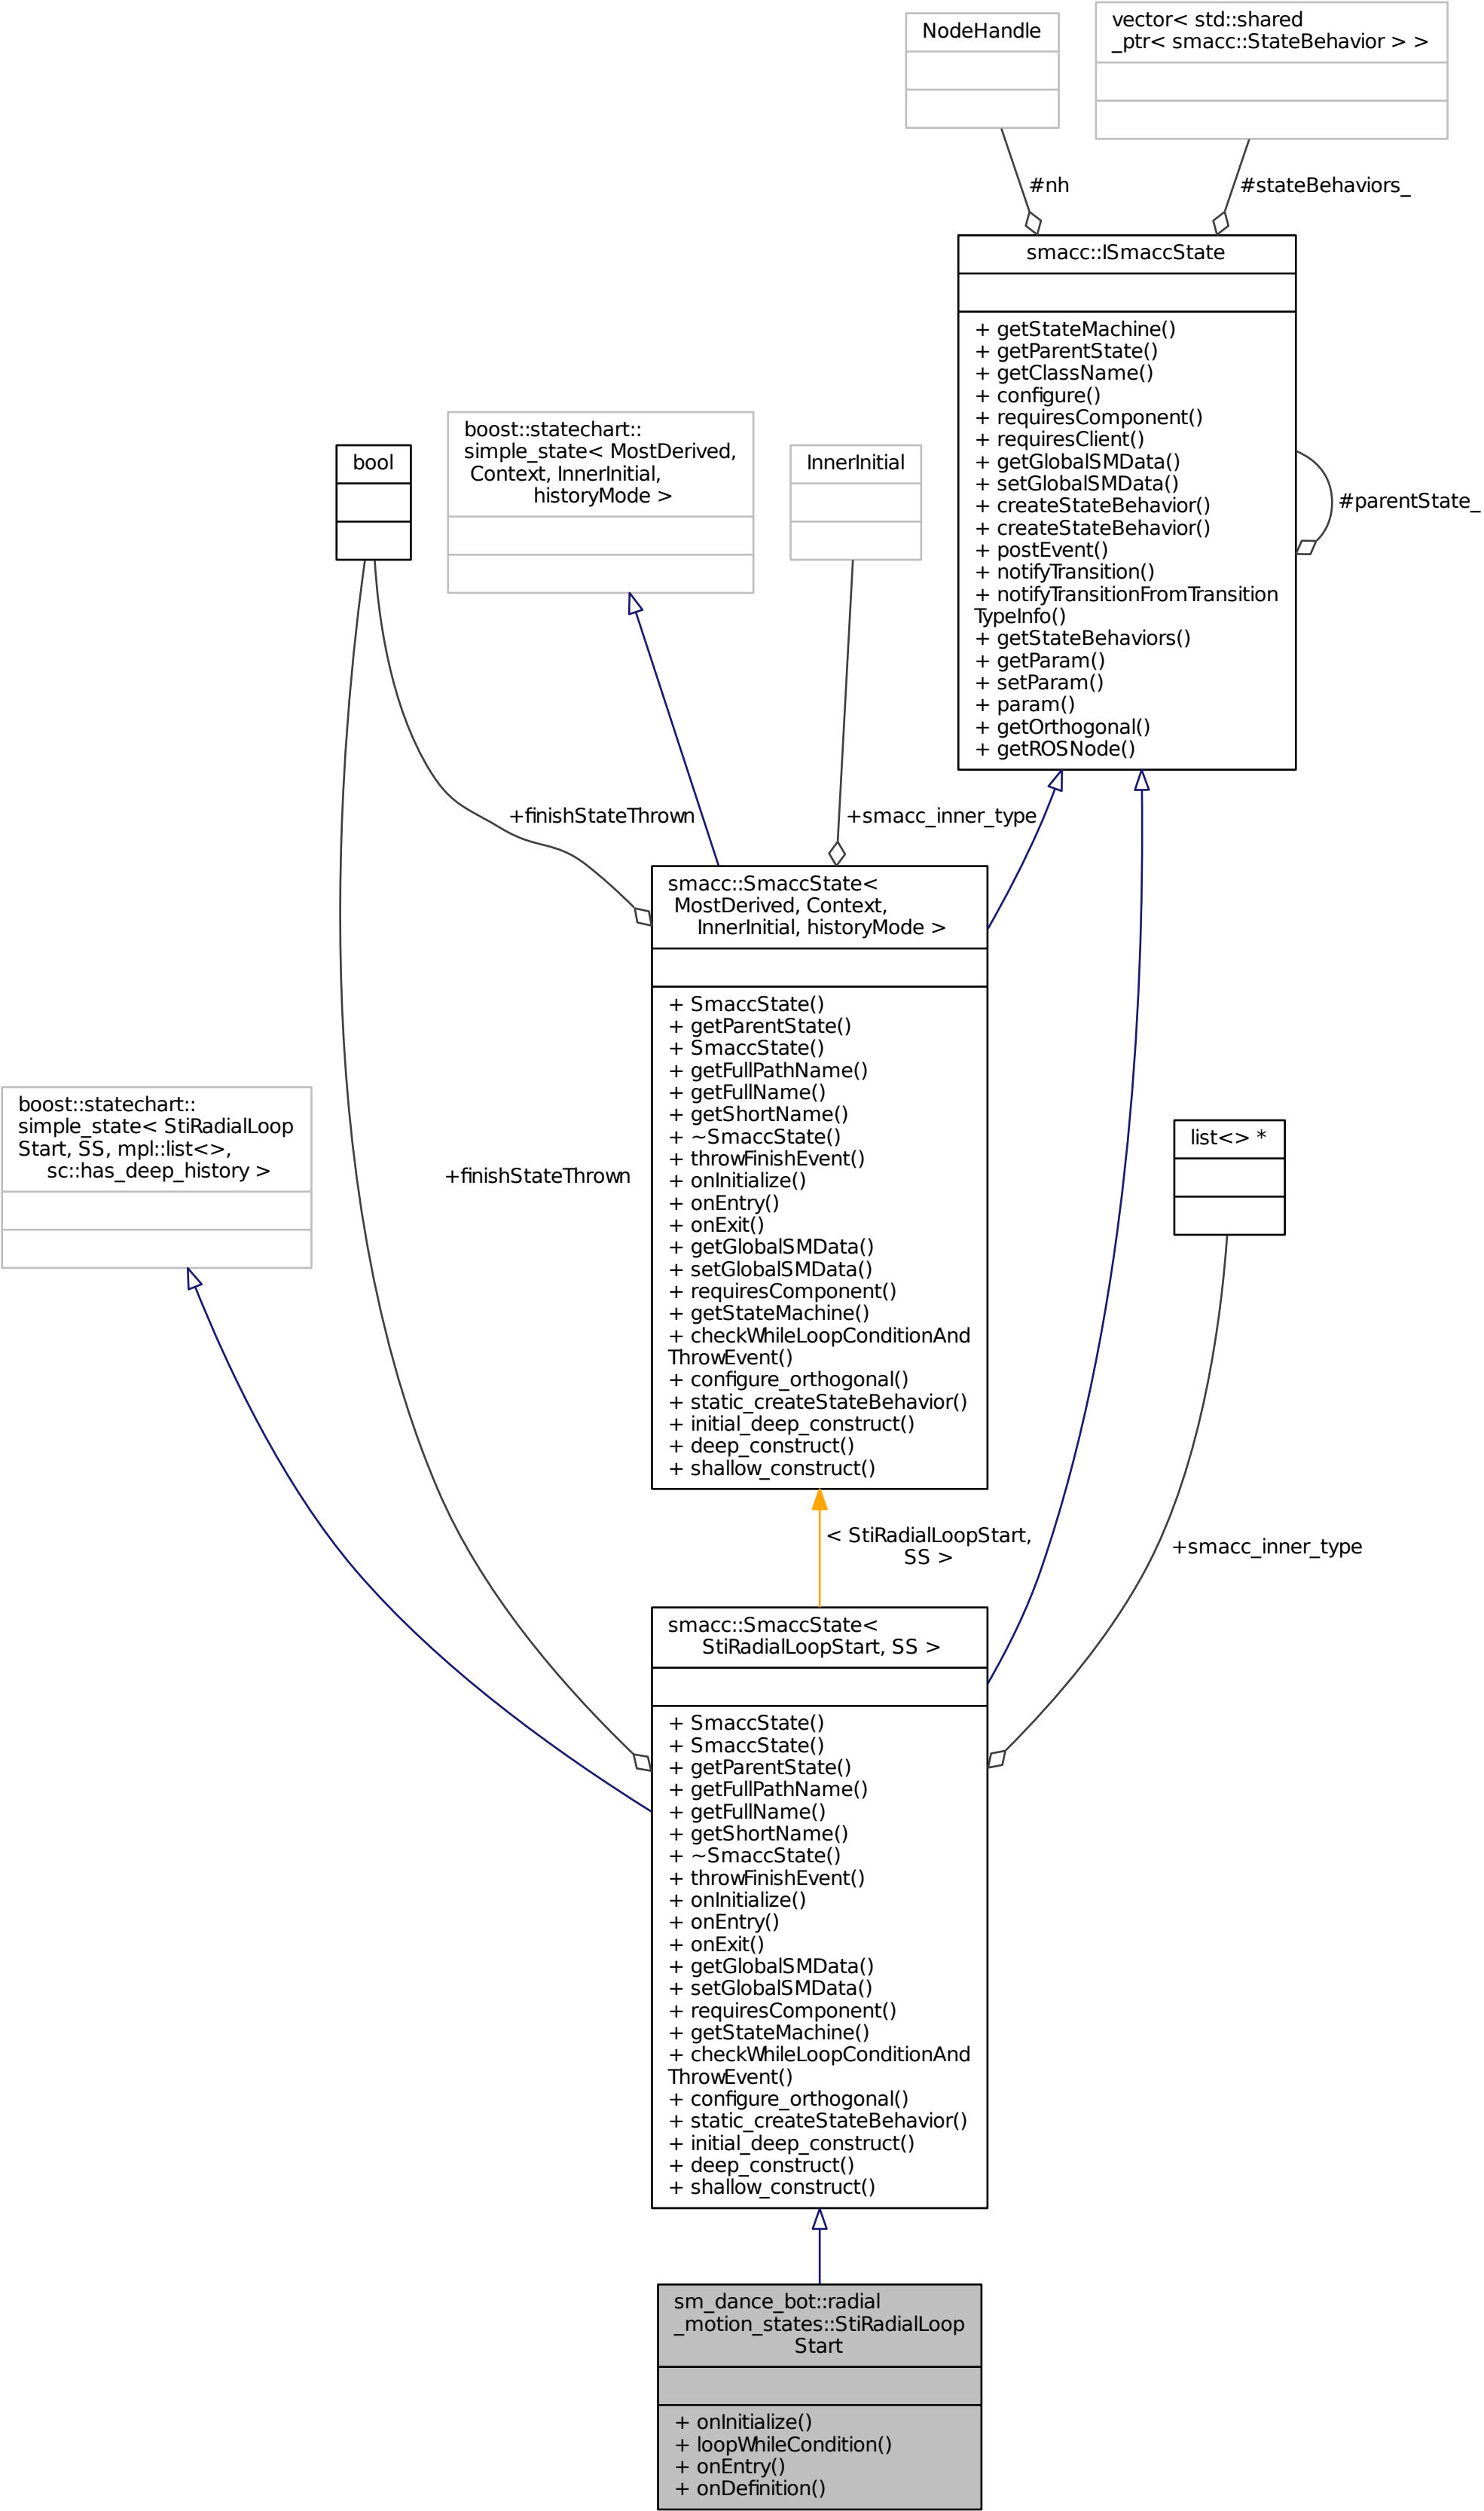 NodeHandle
vector< std::shared
_ptr< smacc::StateBehavior > >
#nh
#stateBehaviors_
smacc::ISmaccState
+ getStateMachine()
+ getParentState()
+ getClassName()
+ configure()
+ requiresComponent()
+ requiresClient()
+ getGlobalSMData()
+ setGlobalSMData()
+ createStateBehavior()
+ createStateBehavior()
+ postEvent()
+ notifyTransition()
+ notifyTransitionFromTransition
TypeInfo()
+ getStateBehaviors()
+ getParam()
+ setParam()
+ param()
+ getOrthogonal()
+ getROSNode()
#parentState_
bool
boost::statechart::
simple_state< MostDerived,
Context, InnerInitial,
historyMode >
InnerInitial
+finishStateThrown
+smacc_inner_type
smacc::SmaccState<
MostDerived, Context,
InnerInitial, historyMode >
+ SmaccState()
+ getParentState()
+ SmaccState()
+ getFullPathName()
+ getFullName()
+ getShortName()
+ ~SmaccState()
+ throwFinishEvent()
+ onInitialize()
+ onEntry()
+ onExit()
+ getGlobalSMData()
+ setGlobalSMData()
+ requiresComponent()
+ getStateMachine()
+ checkWhileLoopConditionAnd
ThrowEvent()
+ configure_orthogonal()
+ static_createStateBehavior()
+ initial_deep_construct()
+ deep_construct()
+ shallow_construct()
boost::statechart::
simple_state< StiRadialLoop
Start, SS, mpl::list<>,
sc::has_deep_history >
+finishStateThrown
list<> *
< StiRadialLoopStart,
SS >
+smacc_inner_type
smacc::SmaccState<
StiRadialLoopStart, SS >
+ SmaccState()
+ SmaccState()
+ getParentState()
+ getFullPathName()
+ getFullName()
+ getShortName()
+ ~SmaccState()
+ throwFinishEvent()
+ onInitialize()
+ onEntry()
+ onExit()
+ getGlobalSMData()
+ setGlobalSMData()
+ requiresComponent()
+ getStateMachine()
+ checkWhileLoopConditionAnd
ThrowEvent()
+ configure_orthogonal()
+ static_createStateBehavior()
+ initial_deep_construct()
+ deep_construct()
+ shallow_construct()
sm_dance_bot::radial
_motion_states::StiRadialLoop
Start
+ onInitialize()
+ loopWhileCondition()
+ onEntry()
+ onDefinition()